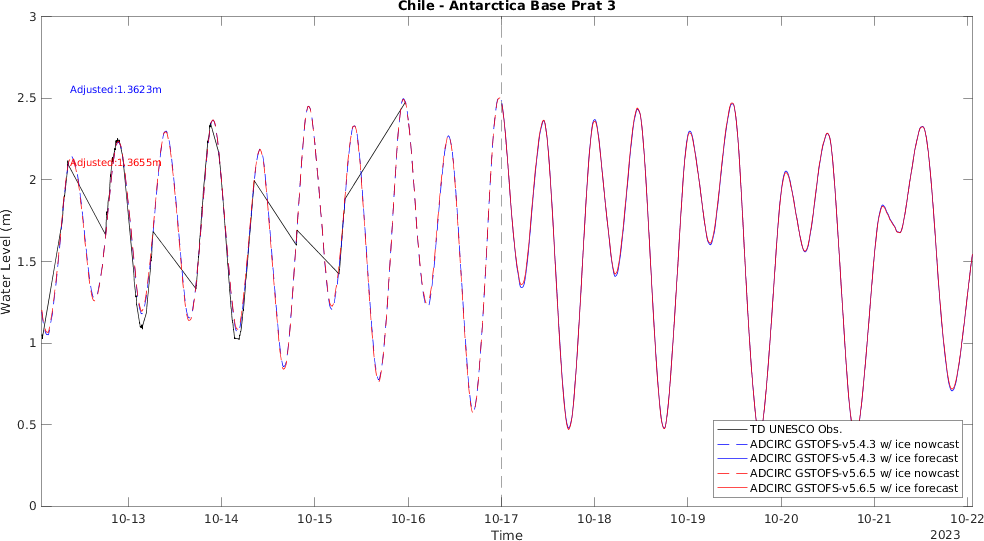 Chile - Antarctica Base Prat 3
3
2.5
2
1.5
1
0.5
0
Water Level (m)
Adjusted:1.3623m
Adjusted:1.3655m
TD UNESCO Obs.
ADCIRC GSTOFS-v5.4.3 w/ ice nowcast
ADCIRC GSTOFS-v5.4.3 w/ ice forecast
ADCIRC GSTOFS-v5.6.5 w/ ice nowcast
ADCIRC GSTOFS-v5.6.5 w/ ice forecast
10-13 10-14 10-15 10-16 10-17 10-18 10-19 10-20 10-21 10-22
2023
Time